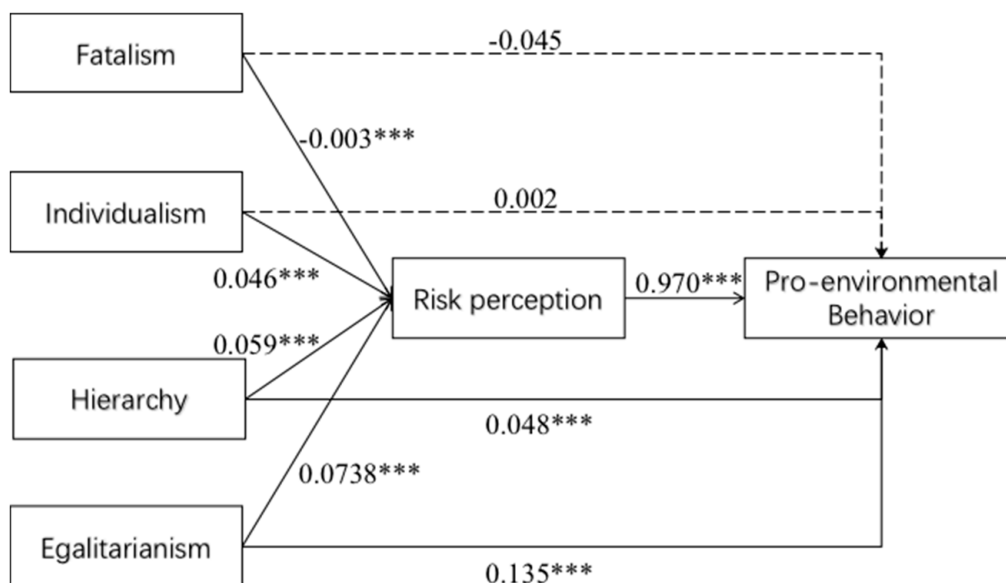 Fatalism
-0.045
-0.003***
Individualism
0.002
0.046***
Risk perception
0.970***
Pro-environmental
Behavior
0.059***
Hierarchy
0.048***
0.0738***
Egalitarianism
0.135***